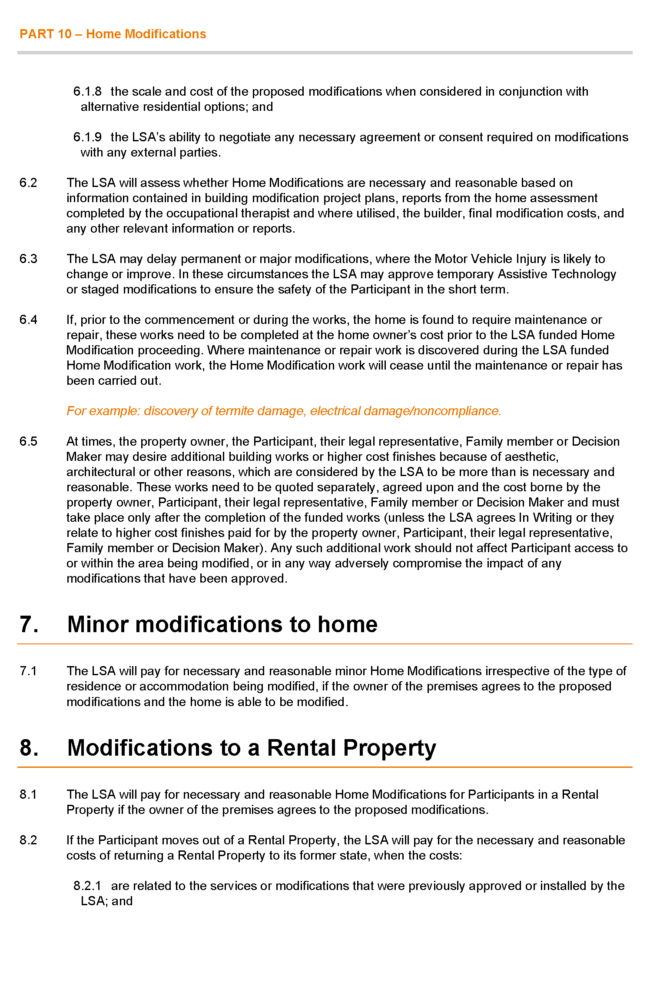 PART 10 – Home Modifications
6.1.8 the scale and cost of the proposed modifications when considered in conjunction with
alternative residential options; and
6.1.9 the LSA’s ability to negotiate any necessary agreement or consent required on modifications
with any external parties.
6.2 The LSA will assess whether Home Modifications are necessary and reasonable based on
information contained in building modification project plans, reports from the home assessment
completed by the occupational therapist and where utilised, the builder, final modification costs, and
any other relevant information or reports.
6.3 The LSA may delay permanent or major modifications, where the Motor Vehicle Injury is likely to
change or improve. In these circumstances the LSA may approve temporary Assistive Technology
or staged modifications to ensure the safety of the Participant in the short term.
6.4 If, prior to the commencement or during the works, the home is found to require maintenance or
repair, these works need to be completed at the home owner’s cost prior to the LSA funded Home
Modification proceeding. Where maintenance or repair work is discovered during the LSA funded
Home Modification work, the Home Modification work will cease until the maintenance or repair has
been carried out.
For example: discovery of termite damage, electrical damage/noncompliance.
6.5 At times, the property owner, the Participant, their legal representative, Family member or Decision
Maker may desire additional building works or higher cost finishes because of aesthetic,
architectural or other reasons, which are considered by the LSA to be more than is necessary and
reasonable. These works need to be quoted separately, agreed upon and the cost borne by the
property owner, Participant, their legal representative, Family member or Decision Maker and must
take place only after the completion of the funded works (unless the LSA agrees In Writing or they
relate to higher cost finishes paid for by the property owner, Participant, their legal representative,
Family member or Decision Maker). Any such additional work should not affect Participant access to
or within the area being modified, or in any way adversely compromise the impact of any
modifications that have been approved.
7. Minor modifications to home
7.1 The LSA will pay for necessary and reasonable minor Home Modifications irrespective of the type of
residence or accommodation being modified, if the owner of the premises agrees to the proposed
modifications and the home is able to be modified.
8. Modifications to a Rental Property
8.1 The LSA will pay for necessary and reasonable Home Modifications for Participants in a Rental
Property if the owner of the premises agrees to the proposed modifications.
8.2 If the Participant moves out of a Rental Property, the LSA will pay for the necessary and reasonable
costs of returning a Rental Property to its former state, when the costs:
8.2.1 are related to the services or modifications that were previously approved or installed by the
LSA; and